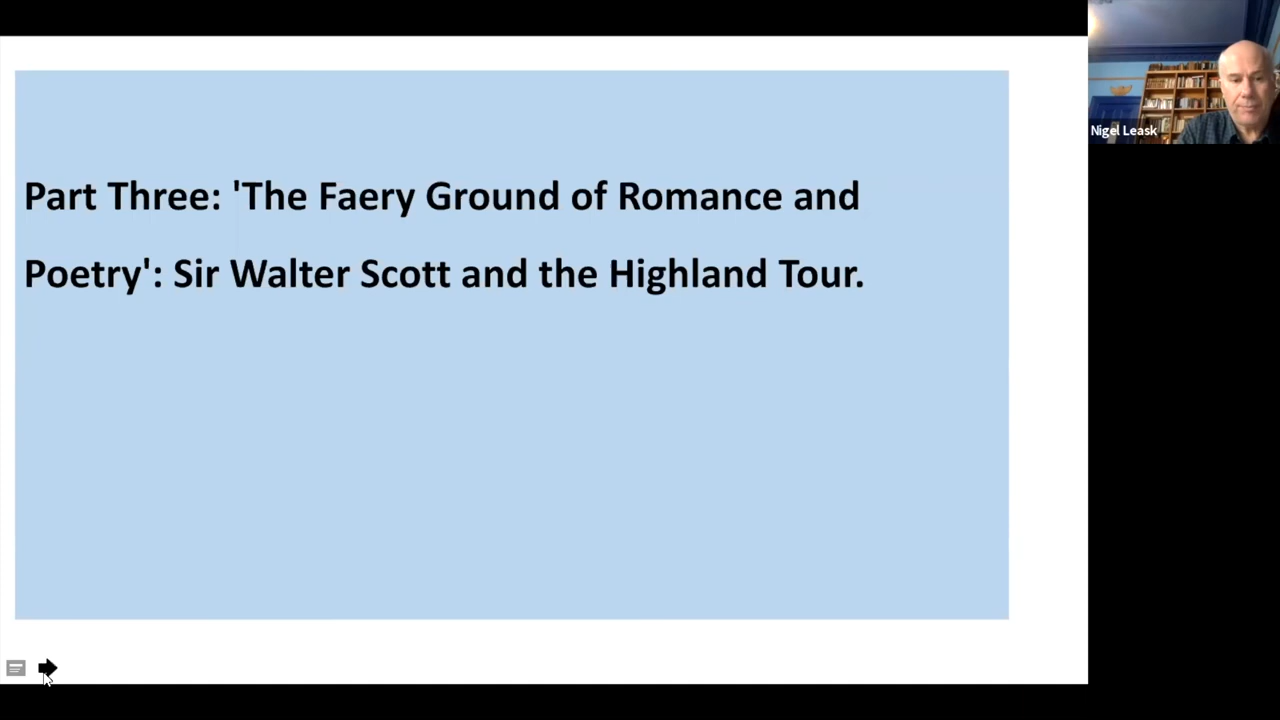 Part Three: 'The Faery Ground of Romance and
Poetry': Sir Walter Scott and the Highland Tour.
Nigel Leask